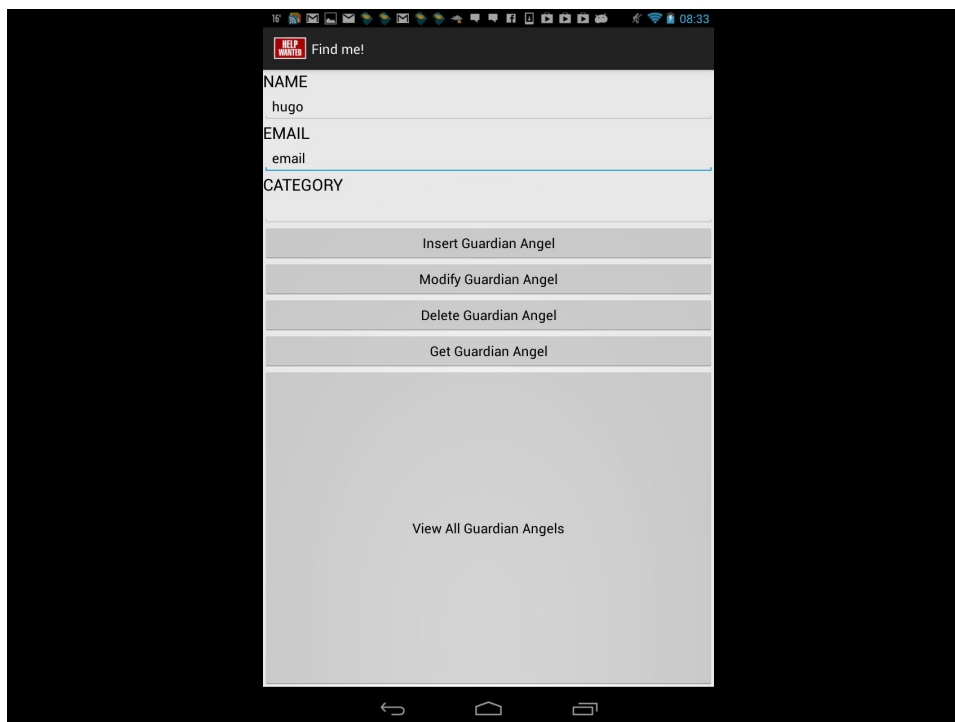 16° 08:33
HELP
WANTED
Find me!
NAME
hugo
EMAIL
email
CATEGORY
Insert Guardian Angel
Modify Guardian Angel
Delete Guardian Angel
Get Guardian Angel
View All Guardian Angels